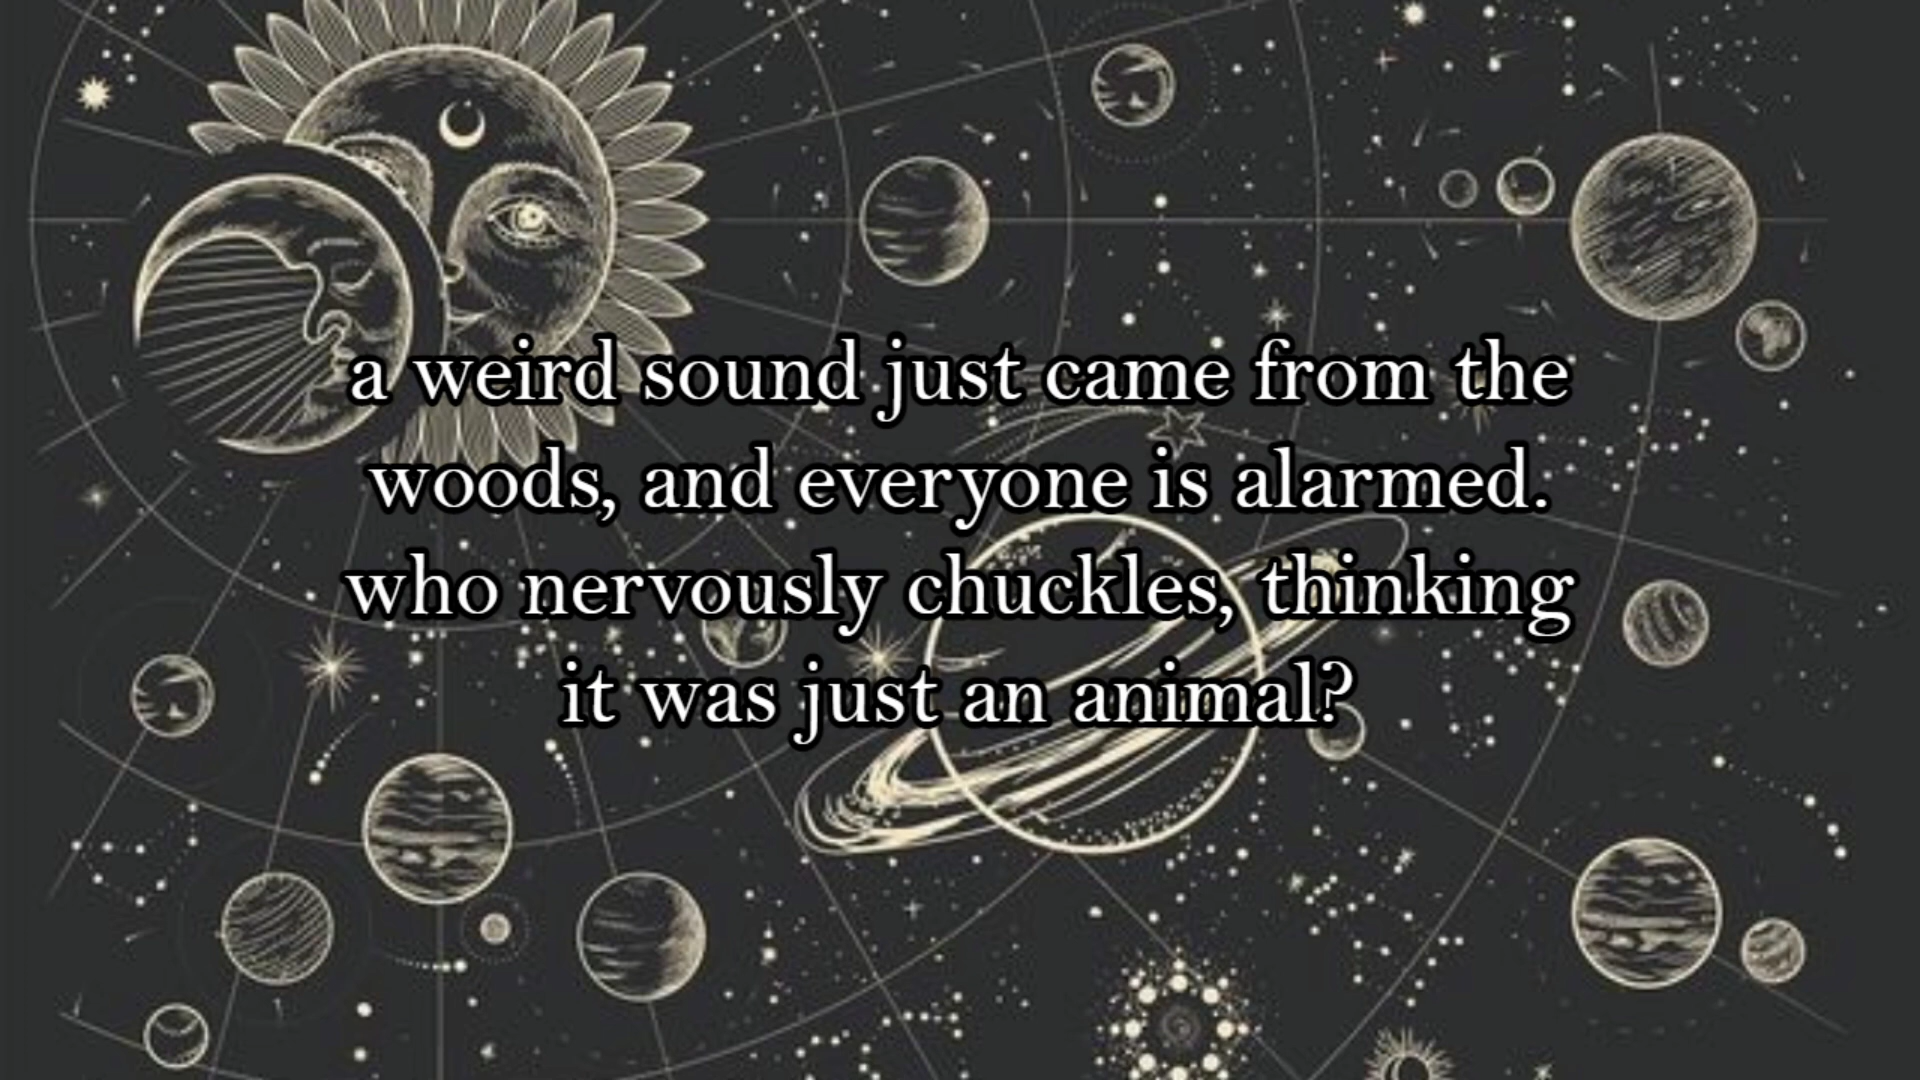 a weird sound just came from the
woods, and everyone is alarmed.
who nervously chuckles, thinking
it was just an animal?